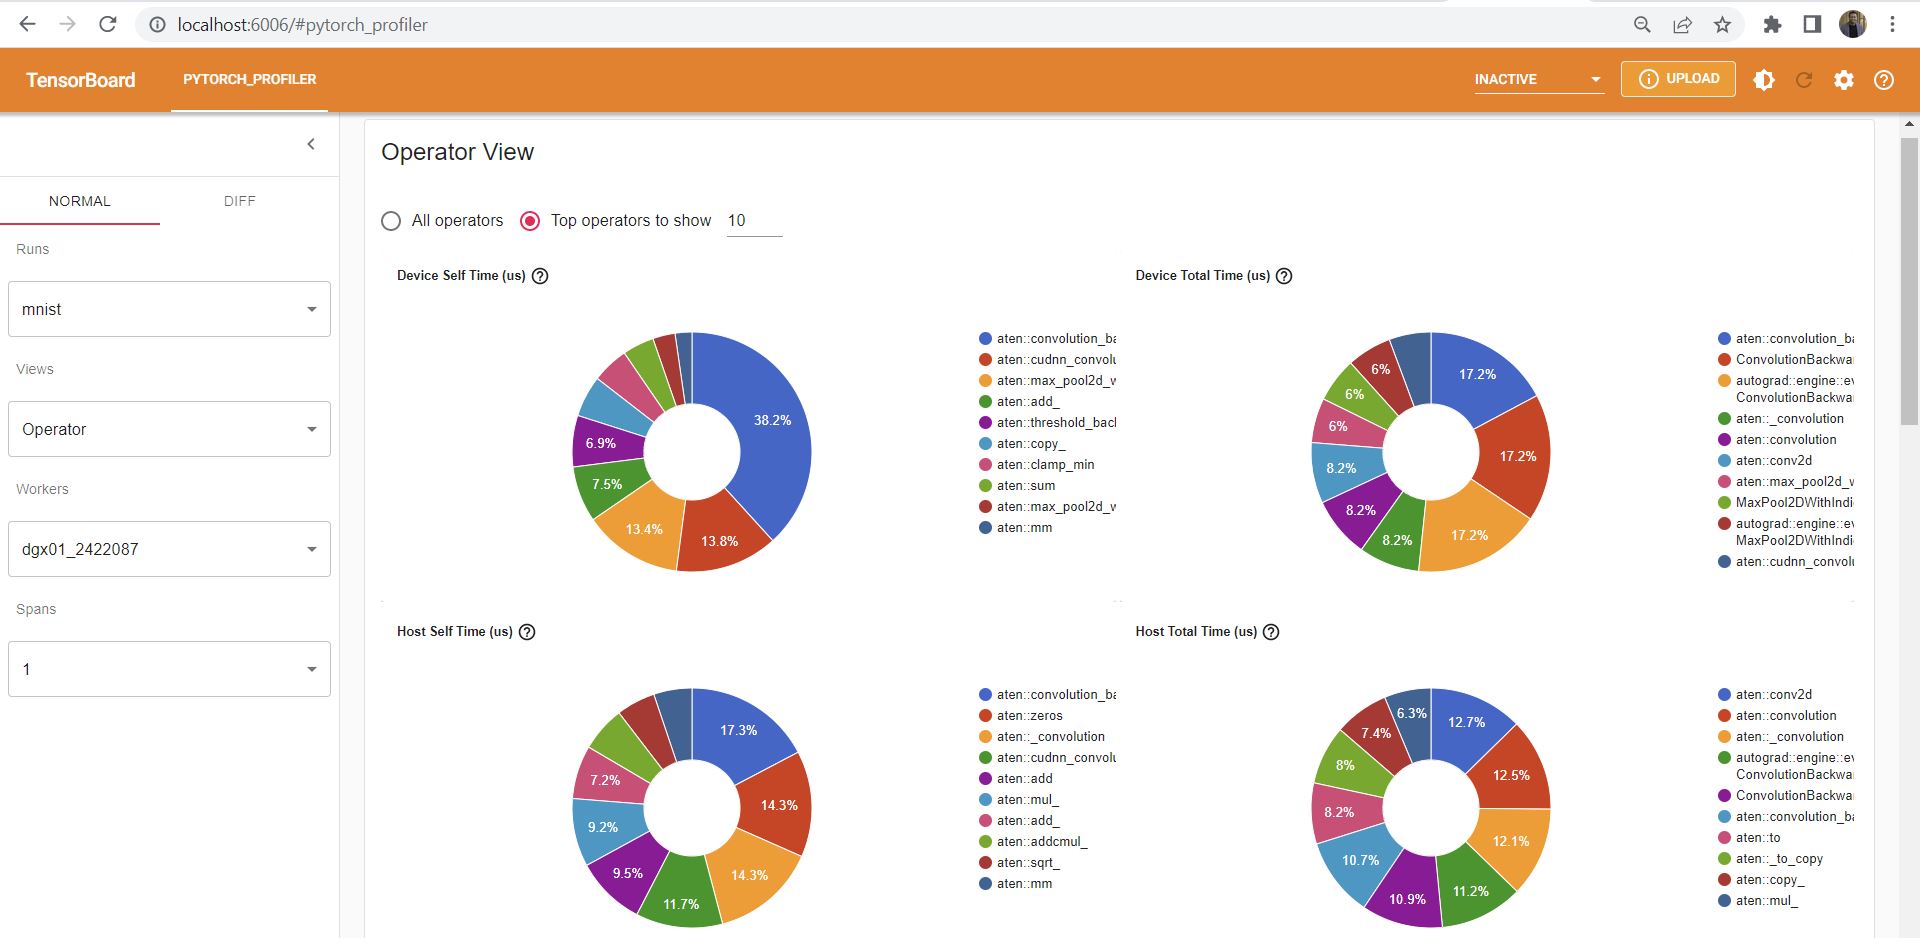 localhost:6006/#pytorch_profiler
TensorBoard
PYTORCH_PROFILER
INACTIVE
UPLOAD
NORMAL
DIFF
Runs
mnist
Views
Operator
Workers
dgx01_2422087
Spans
1
Operator View
All operators
Top operators to show
10
Device Self Time (us)
38.2%
13.8%
13.4%
7.5%
6.9%
aten::convolution_ba
aten::cudnn_convolu
aten::max_pool2d_w
aten::add_
aten::threshold_back
aten::copy_
aten::clamp_min
aten::sum
aten::max_pool2d_w
aten::mm
Device Total Time (us)
17.2%
17.2%
17.2%
8.2%
8.2%
8.2%
6%
6%
6%
aten::convolution_ba
ConvolutionBackwa
autograd::engine::ev
ConvolutionBackwa
aten::_convolution
aten::convolution
aten::conv2d
aten::max_pool2d_w
MaxPool2DWithIndi
autograd::engine::ev
MaxPool2DWithIndi
aten::cudnn_convolu
Host Self Time (us)
17.3%
14.3%
14.3%
11.7%
9.5%
9.2%
7.2%
aten::convolution_ba
aten::zeros
aten::_convolution
aten::cudnn_convolu
aten::add
aten::mul_
aten::add_
aten::addcmul_
aten::sqrt_
aten::mm
Host Total Time (us)
12.7%
12.5%
12.1%
11.2%
10.9%
10.7%
8.2%
8%
7.4%
6.3%
aten::conv2d
aten::convolution
aten::_convolution
autograd::engine::ev
ConvolutionBackwa
ConvolutionBackwa
aten::convolution_ba
aten::to
aten::_to_copy
aten::copy_
aten::mul_